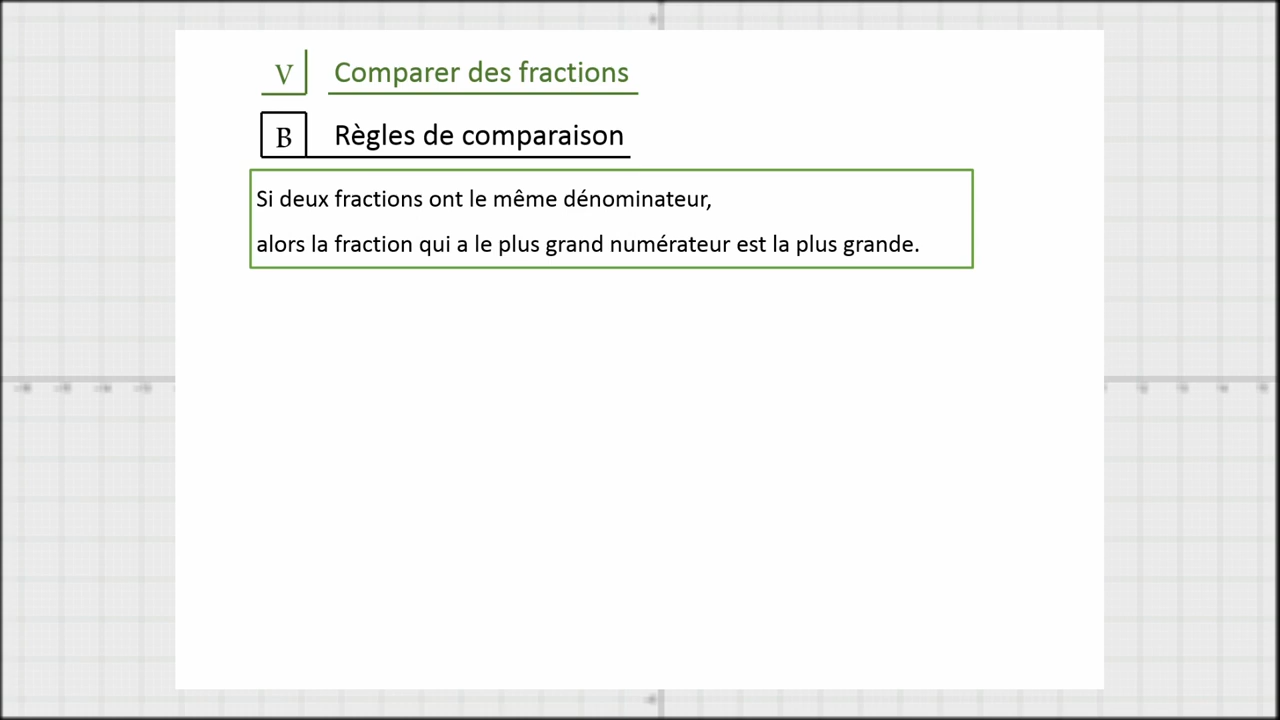 V Comparer des fractions
B Règles de comparaison
Si deux fractions ont le même dénominateur,
alors la fraction qui a le plus grand numérateur est la plus grande.